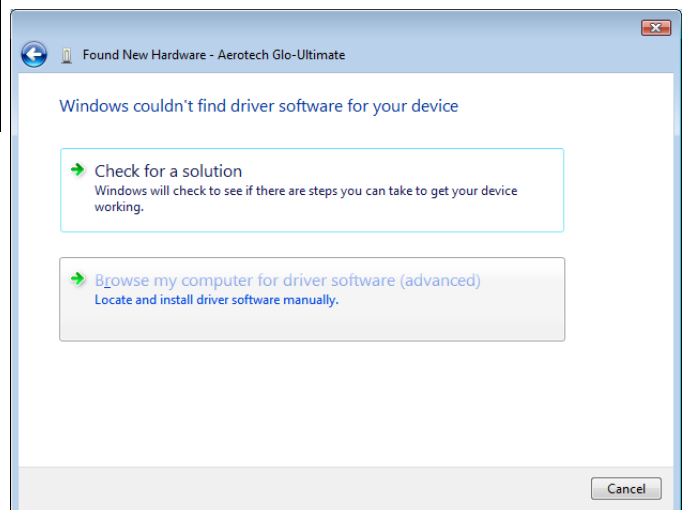 Found New Hardware - Aerotech Glo-Ultimate
Windows couldn't find driver software for your device
Check for a solution
Windows will check to see if there are steps you can take to get your device
working.
Browse my computer for driver software (advanced)
Locate and install driver software manually.
Cancel